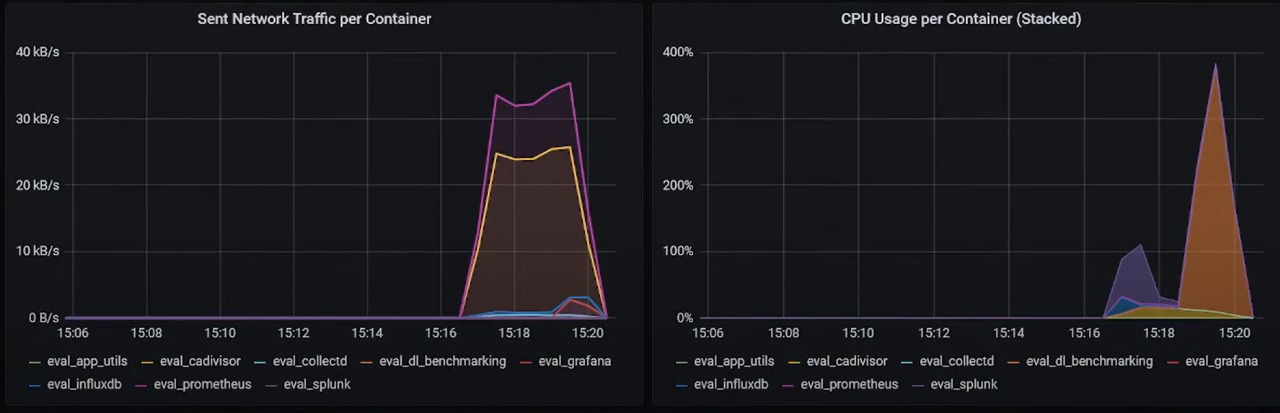 Sent Network Traffic per Container
40 kB/s
30 kB/s
20 kB/s
10 kB/s
0 B/s
15:06 15:08 15:10 15:12 15:14 15:16 15:18 15:20
eval_app_utils eval_cadivisor eval_collectd eval_dl_benchmarking eval_grafana
eval_influxdb eval_prometheus eval_splunk
CPU Usage per Container (Stacked)
400%
300%
200%
100%
0%
15:06 15:08 15:10 15:12 15:14 15:16 15:18 15:20
eval_app_utils eval_cadivisor eval_collectd eval_dl_benchmarking eval_grafana
eval_influxdb eval_prometheus eval_splunk